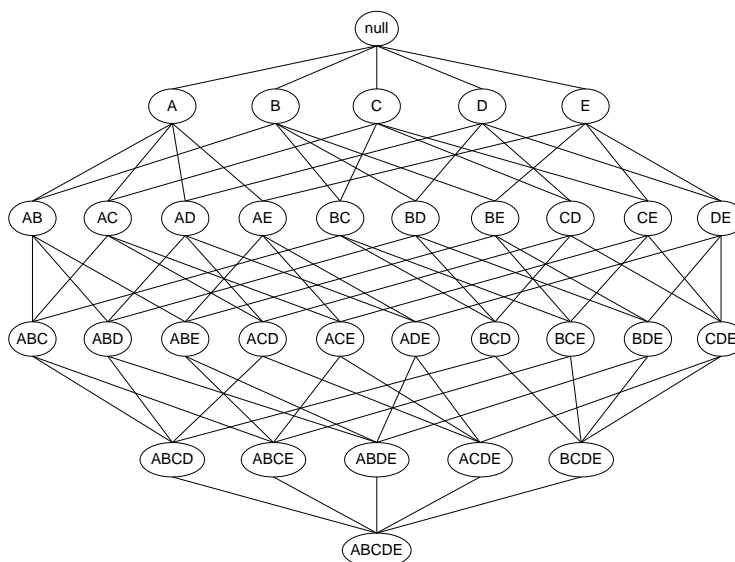 null
A B C D E
AB AC AD AE BC BD BE CD CE DE
ABC ABD ABE ACD ACE ADE BCD BCE BDE CDE
ABCD ABCE ABDE ACDE BCDE
ABCDE